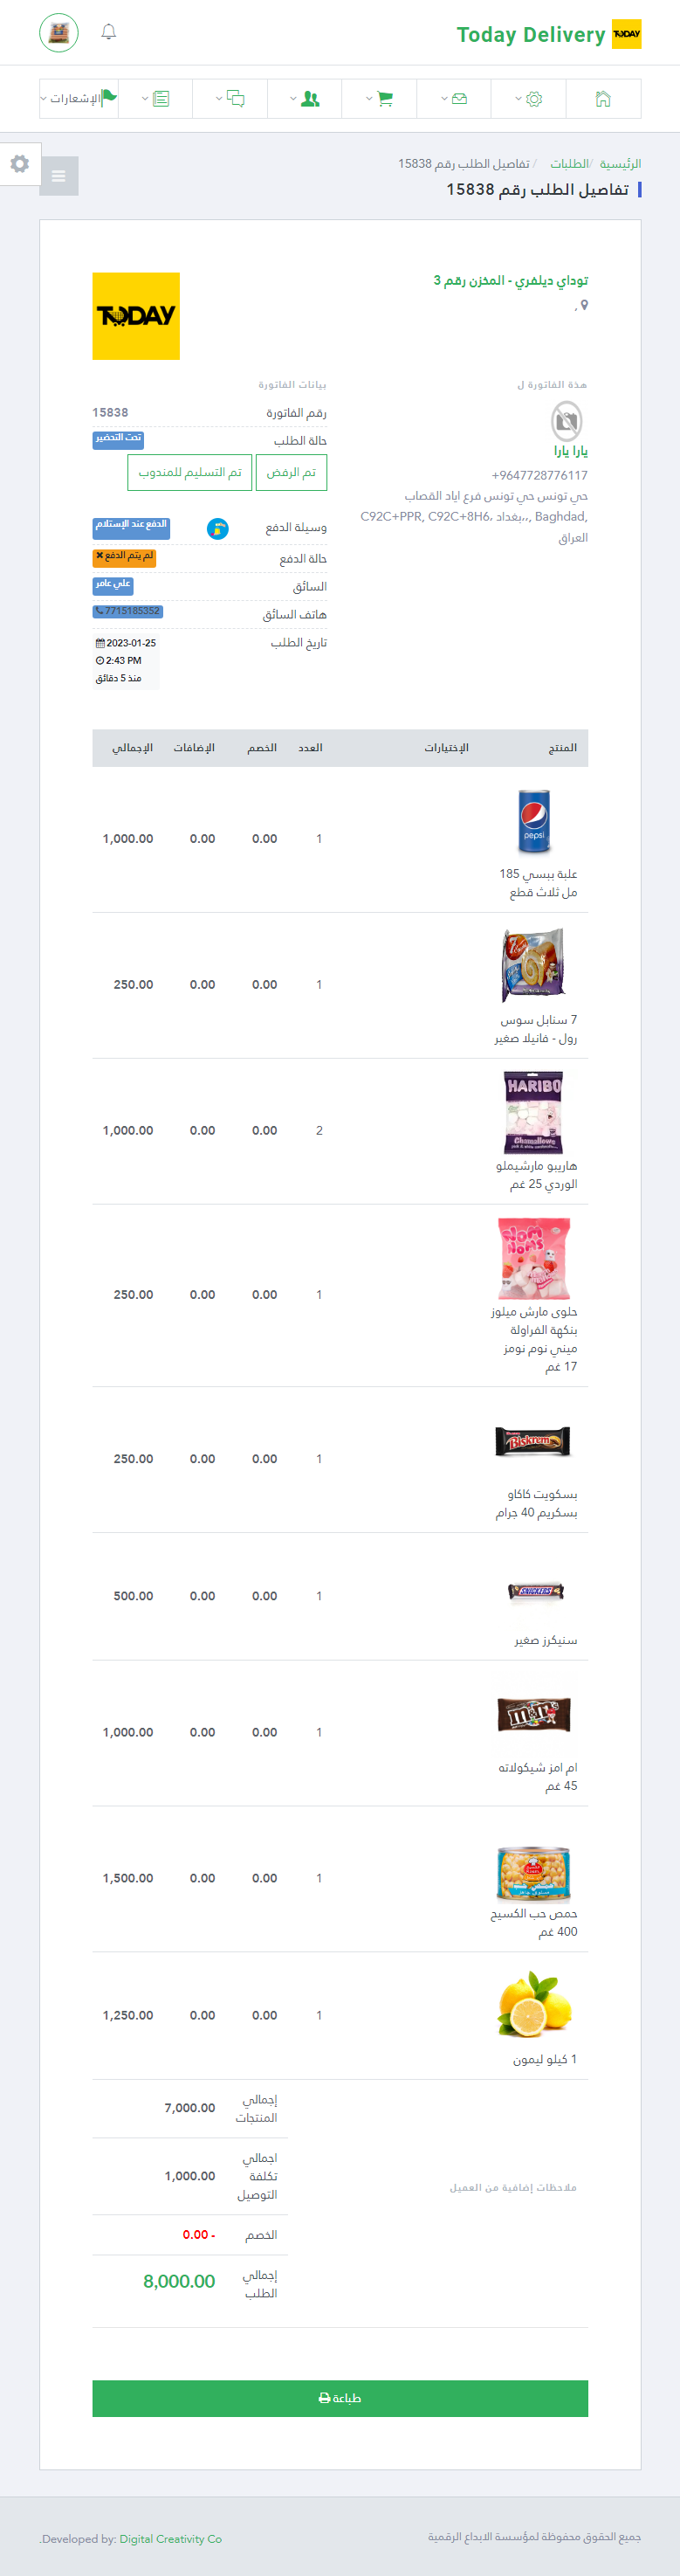 Today Delivery TODAY
الإشعارات
الرئيسية / الطلبات / تفاصيل الطلب رقم 15838
تفاصيل الطلب رقم 15838
توداي ديلفري - المخزن رقم 3
,
TODAY
هذة الفاتورة ل
يارا يارا
+9647728776117
حي تونس حي تونس فرع اياد القصاب
C92C+PPR, C92C+8H6، بغداد،,, Baghdad,
العراق
بيانات الفاتورة
رقم الفاتورة 15838
حالة الطلب تحت التحضير
تم الرفض تم التسليم للمندوب
وسيلة الدفع الدفع عند الإستلام
حالة الدفع لم يتم الدفع
السائق علي عامر
هاتف السائق 7715185352
تاريخ الطلب 2023-01-25
2:43 PM
منذ 5 دقائق
المنتج الإختيارات العدد الخصم الإضافات الإجمالي
pepsi
علبة بيبسي 185
مل ثلاث قطع
1 0.00 0.00 1,000.00
7 سنابل سوس
رول - فانيلا صغير
1 0.00 0.00 250.00
HARIBO
Chamallows
هاريبو مارشيملو
الوردي 25 غم
2 0.00 0.00 1,000.00
NOM
NOMS
حلوى مارش ميلوز
بنكهة الفراولة
ميني نوم نومز
17 غم
1 0.00 0.00 250.00
Biskrem
بسكويت كاكاو
بسكريم 40 جرام
1 0.00 0.00 250.00
SNICKERS
سنيكرز صغير
1 0.00 0.00 500.00
m&m's
ام امز شيكولاته
45 غم
1 0.00 0.00 1,000.00
حمص حب الكسيح
400 غم
1 0.00 0.00 1,500.00
1 كيلو ليمون
1 0.00 0.00 1,250.00
ملاحظات إضافية من العميل
إجمالي
المنتجات
7,000.00
اجمالي
تكلفة
التوصيل
1,000.00
الخصم
- 0.00
إجمالي
الطلب
8,000.00
طباعة
جميع الحقوق محفوظة لمؤسسة الابداع الرقمية
.Developed by: Digital Creativity Co